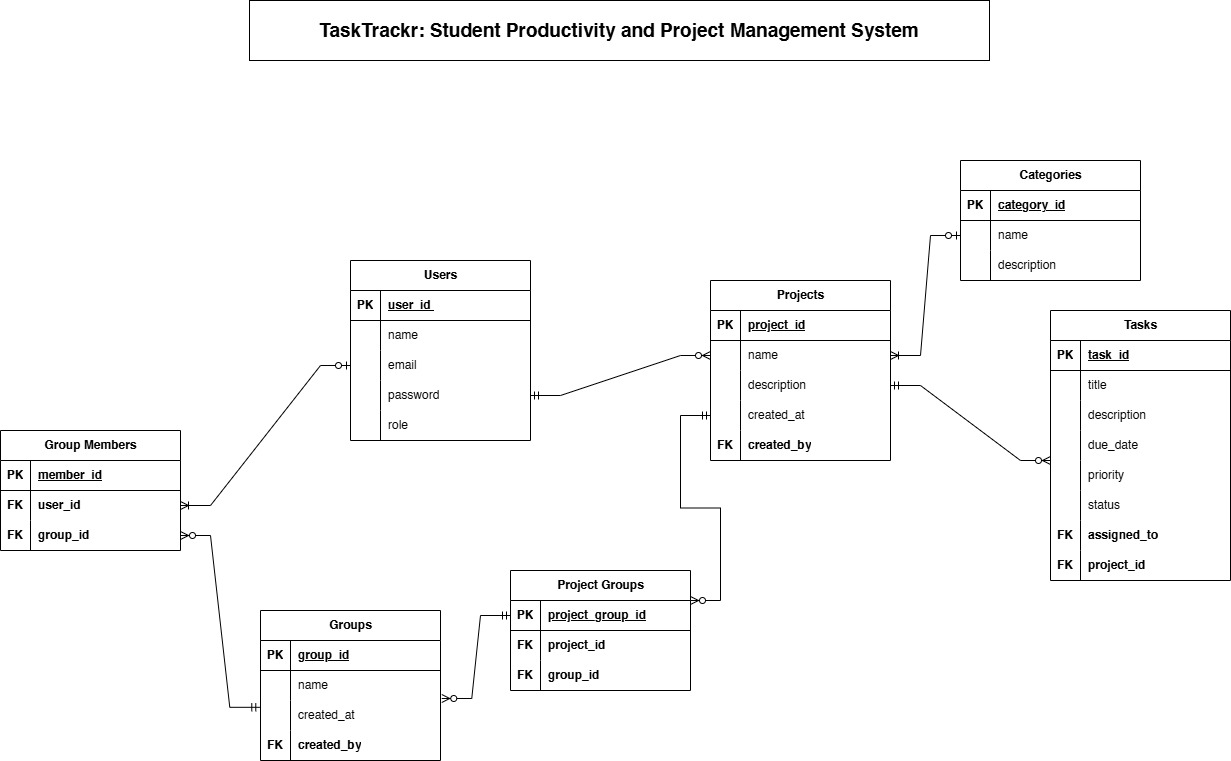 TaskTrackr: Student Productivity and Project Management System
Categories
PK category_id
name
description
Users
PK user_id
name
email
password
role
Projects
PK project_id
name
description
created_at
FK created_by
Tasks
PK task_id
title
description
due_date
priority
status
FK assigned_to
FK project_id
Group Members
PK member_id
FK user_id
FK group_id
Project Groups
PK project_group_id
FK project_id
FK group_id
Groups
PK group_id
name
created_at
FK created_by